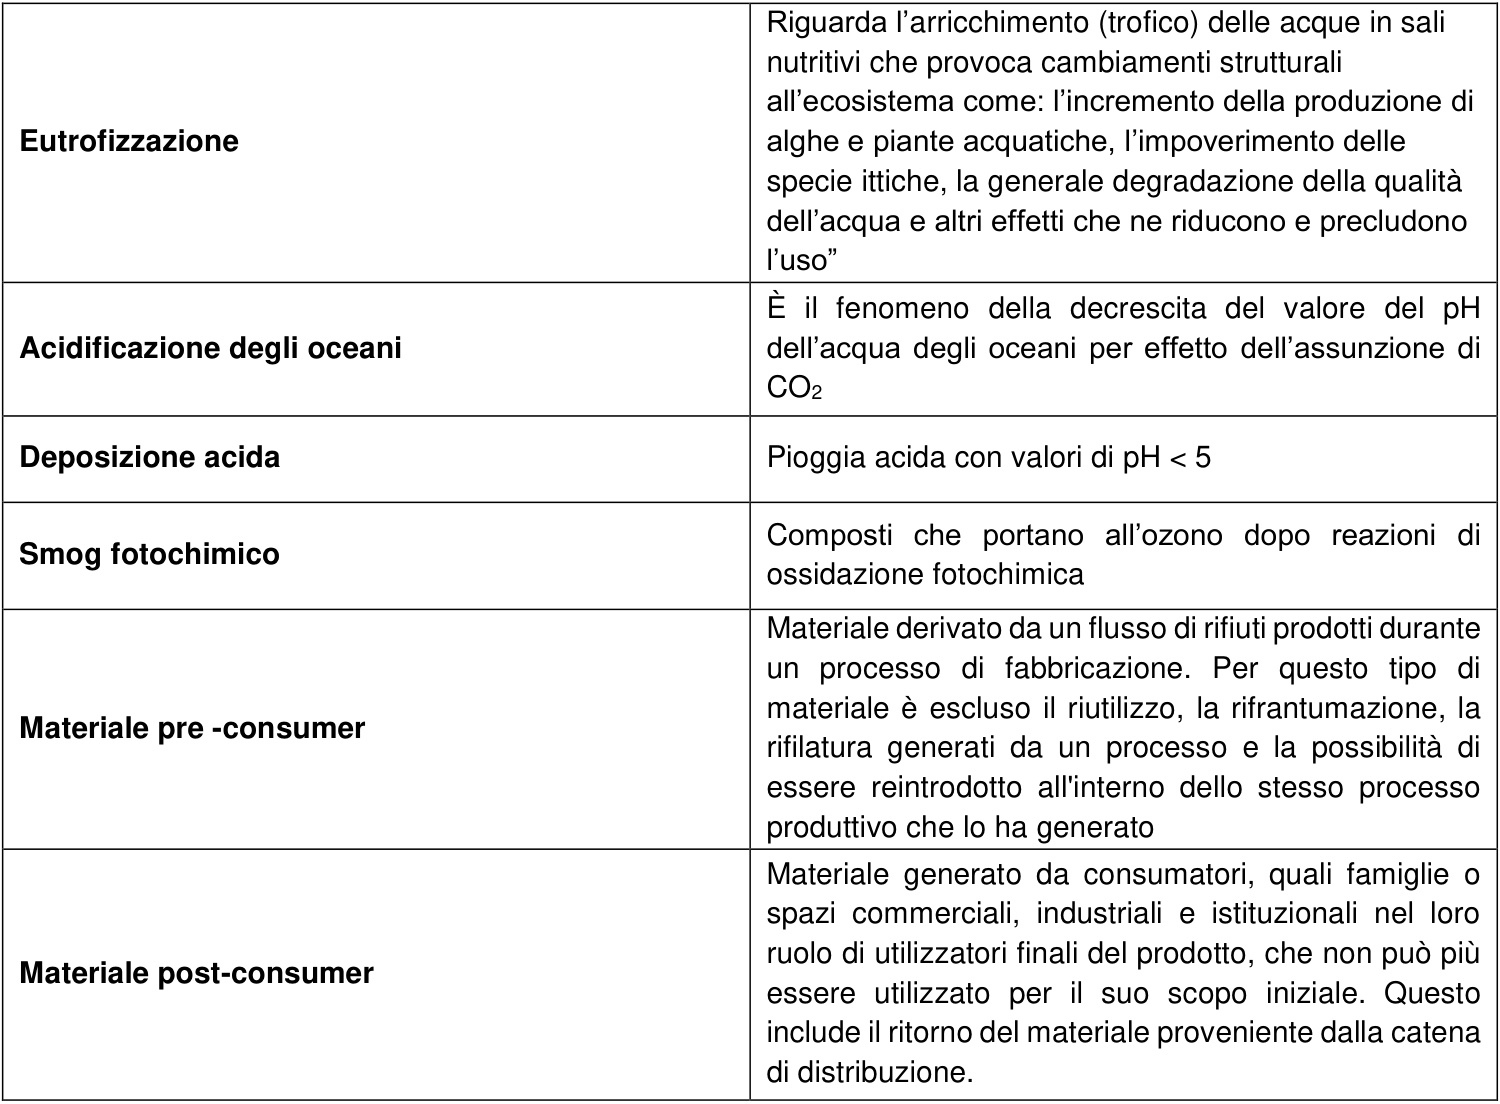 Eutrofizzazione
Riguarda l’arricchimento (trofico) delle acque in sali
nutritivi che provoca cambiamenti strutturali
all’ecosistema come: l’incremento della produzione di
alghe e piante acquatiche, l’impoverimento delle
specie ittiche, la generale degradazione della qualità
dell’acqua e altri effetti che ne riducono e precludono
l’uso”
Acidificazione degli oceani
È il fenomeno della decrescita del valore del pH
dell’acqua degli oceani per effetto dell’assunzione di
CO₂
Deposizione acida
Pioggia acida con valori di pH < 5
Smog fotochimico
Composti che portano all’ozono dopo reazioni di
ossidazione fotochimica
Materiale pre -consumer
Materiale derivato da un flusso di rifiuti prodotti durante
un processo di fabbricazione. Per questo tipo di
materiale è escluso il riutilizzo, la rifrantumazione, la
rifilatura generati da un processo e la possibilità di
essere reintrodotto all'interno dello stesso processo
produttivo che lo ha generato
Materiale post-consumer
Materiale generato da consumatori, quali famiglie o
spazi commerciali, industriali e istituzionali nel loro
ruolo di utilizzatori finali del prodotto, che non può più
essere utilizzato per il suo scopo iniziale. Questo
include il ritorno del materiale proveniente dalla catena
di distribuzione.